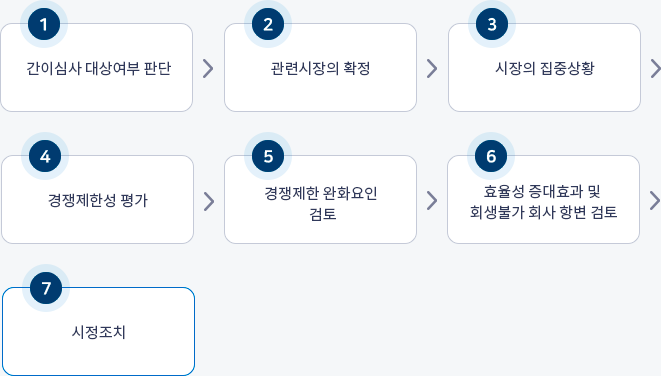 1
간이심사 대상여부 판단
2
관련시장의 확정
3
시장의 집중상황
4
경쟁제한성 평가
5
경쟁제한 완화요인
검토
6
효율성 증대효과 및
회생불가 회사 항변 검토
7
시정조치